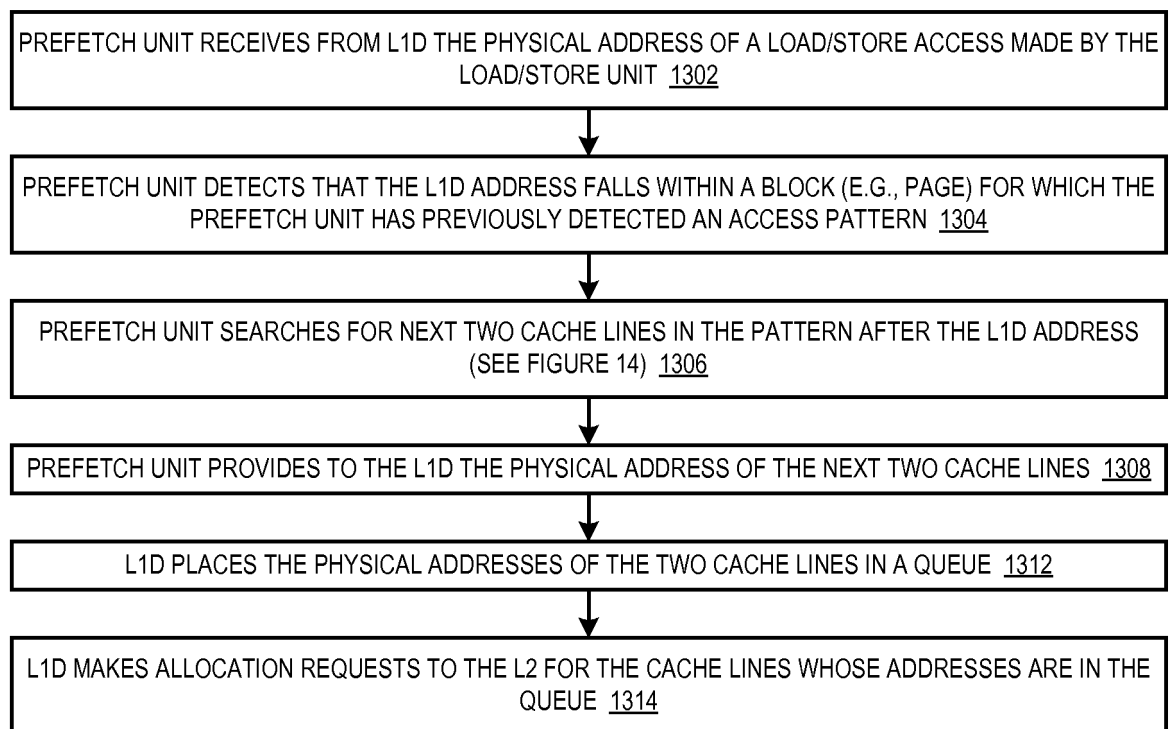 PREFETCH UNIT RECEIVES FROM L1D THE PHYSICAL ADDRESS OF A LOAD/STORE ACCESS MADE BY THE
LOAD/STORE UNIT 1302
PREFETCH UNIT DETECTS THAT THE L1D ADDRESS FALLS WITHIN A BLOCK (E.G., PAGE) FOR WHICH THE
PREFETCH UNIT HAS PREVIOUSLY DETECTED AN ACCESS PATTERN 1304
PREFETCH UNIT SEARCHES FOR NEXT TWO CACHE LINES IN THE PATTERN AFTER THE L1D ADDRESS
(SEE FIGURE 14) 1306
PREFETCH UNIT PROVIDES TO THE L1D THE PHYSICAL ADDRESS OF THE NEXT TWO CACHE LINES 1308
L1D PLACES THE PHYSICAL ADDRESSES OF THE TWO CACHE LINES IN A QUEUE 1312
L1D MAKES ALLOCATION REQUESTS TO THE L2 FOR THE CACHE LINES WHOSE ADDRESSES ARE IN THE
QUEUE 1314